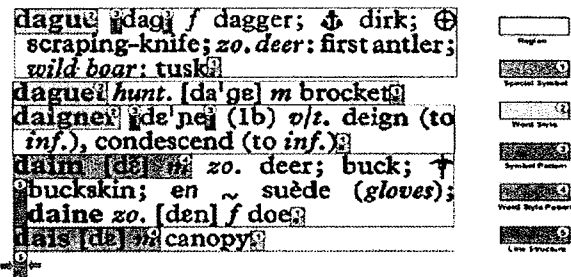 dague [dag] f dagger; ⚓ dirk; ⊕
scraping-knife; zo. deer: first antler;
wild boar: tusk.
daguet hunt. [da'gɛ] m brocket.
daigner [dɛ'ɲe] (1b) v/t. deign (to
inf.), condescend (to inf.).
daim [dɛ̃] m zo. deer; buck; †
buckskin; en ~ suède (gloves);
daine zo. [dɛn] f doe.
dais [dɛ] m canopy.
Region
Special Symbol
Word Style
Symbol Pattern
Word Style Pattern
Line Structure